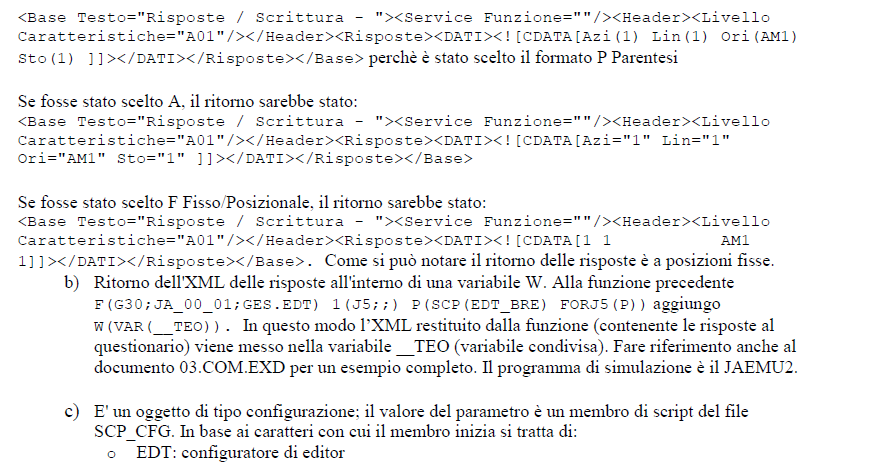 <Base Testo="Risposte / Scrittura - "><Service Funzione=""/><Header><Livello
Caratteristiche="A01"/></Header><Risposte><DATI><![CDATA[Azi(1) Lin(1) Ori(AM1)
Sto(1) ]]></DATI></Risposte></Base> perchè è stato scelto il formato P Parentesi
Se fosse stato scelto A, il ritorno sarebbe stato:
<Base Testo="Risposte / Scrittura - "><Service Funzione=""/><Header><Livello
Caratteristiche="A01"/></Header><Risposte><DATI><![CDATA[Azi="1" Lin="1"
Ori="AM1" Sto="1" ]]></DATI></Risposte></Base>
Se fosse stato scelto F Fisso/Posizionale, il ritorno sarebbe stato:
<Base Testo="Risposte / Scrittura - "><Service Funzione=""/><Header><Livello
Caratteristiche="A01"/></Header><Risposte><DATI><![CDATA[1 1 AM1
1]]></DATI></Risposte></Base>. Come si può notare il ritorno delle risposte è a posizioni fisse.
b) Ritorno dell'XML delle risposte all'interno di una variabile W. Alla funzione precedente
F(G30;JA_00_01;GES.EDT) 1(J5;;) P(SCP(EDT_BRE) FORJ5(P)) aggiungo
W(VAR(__TEO)). In questo modo l’XML restituito dalla funzione (contenente le risposte al
questionario) viene messo nella variabile __TEO (variabile condivisa). Fare riferimento anche al
documento 03.COM.EXD per un esempio completo. Il programma di simulazione è il JAEMU2.
c) E' un oggetto di tipo configurazione; il valore del parametro è un membro di script del file
SCP_CFG. In base ai caratteri con cui il membro inizia si tratta di:
o EDT: configuratore di editor